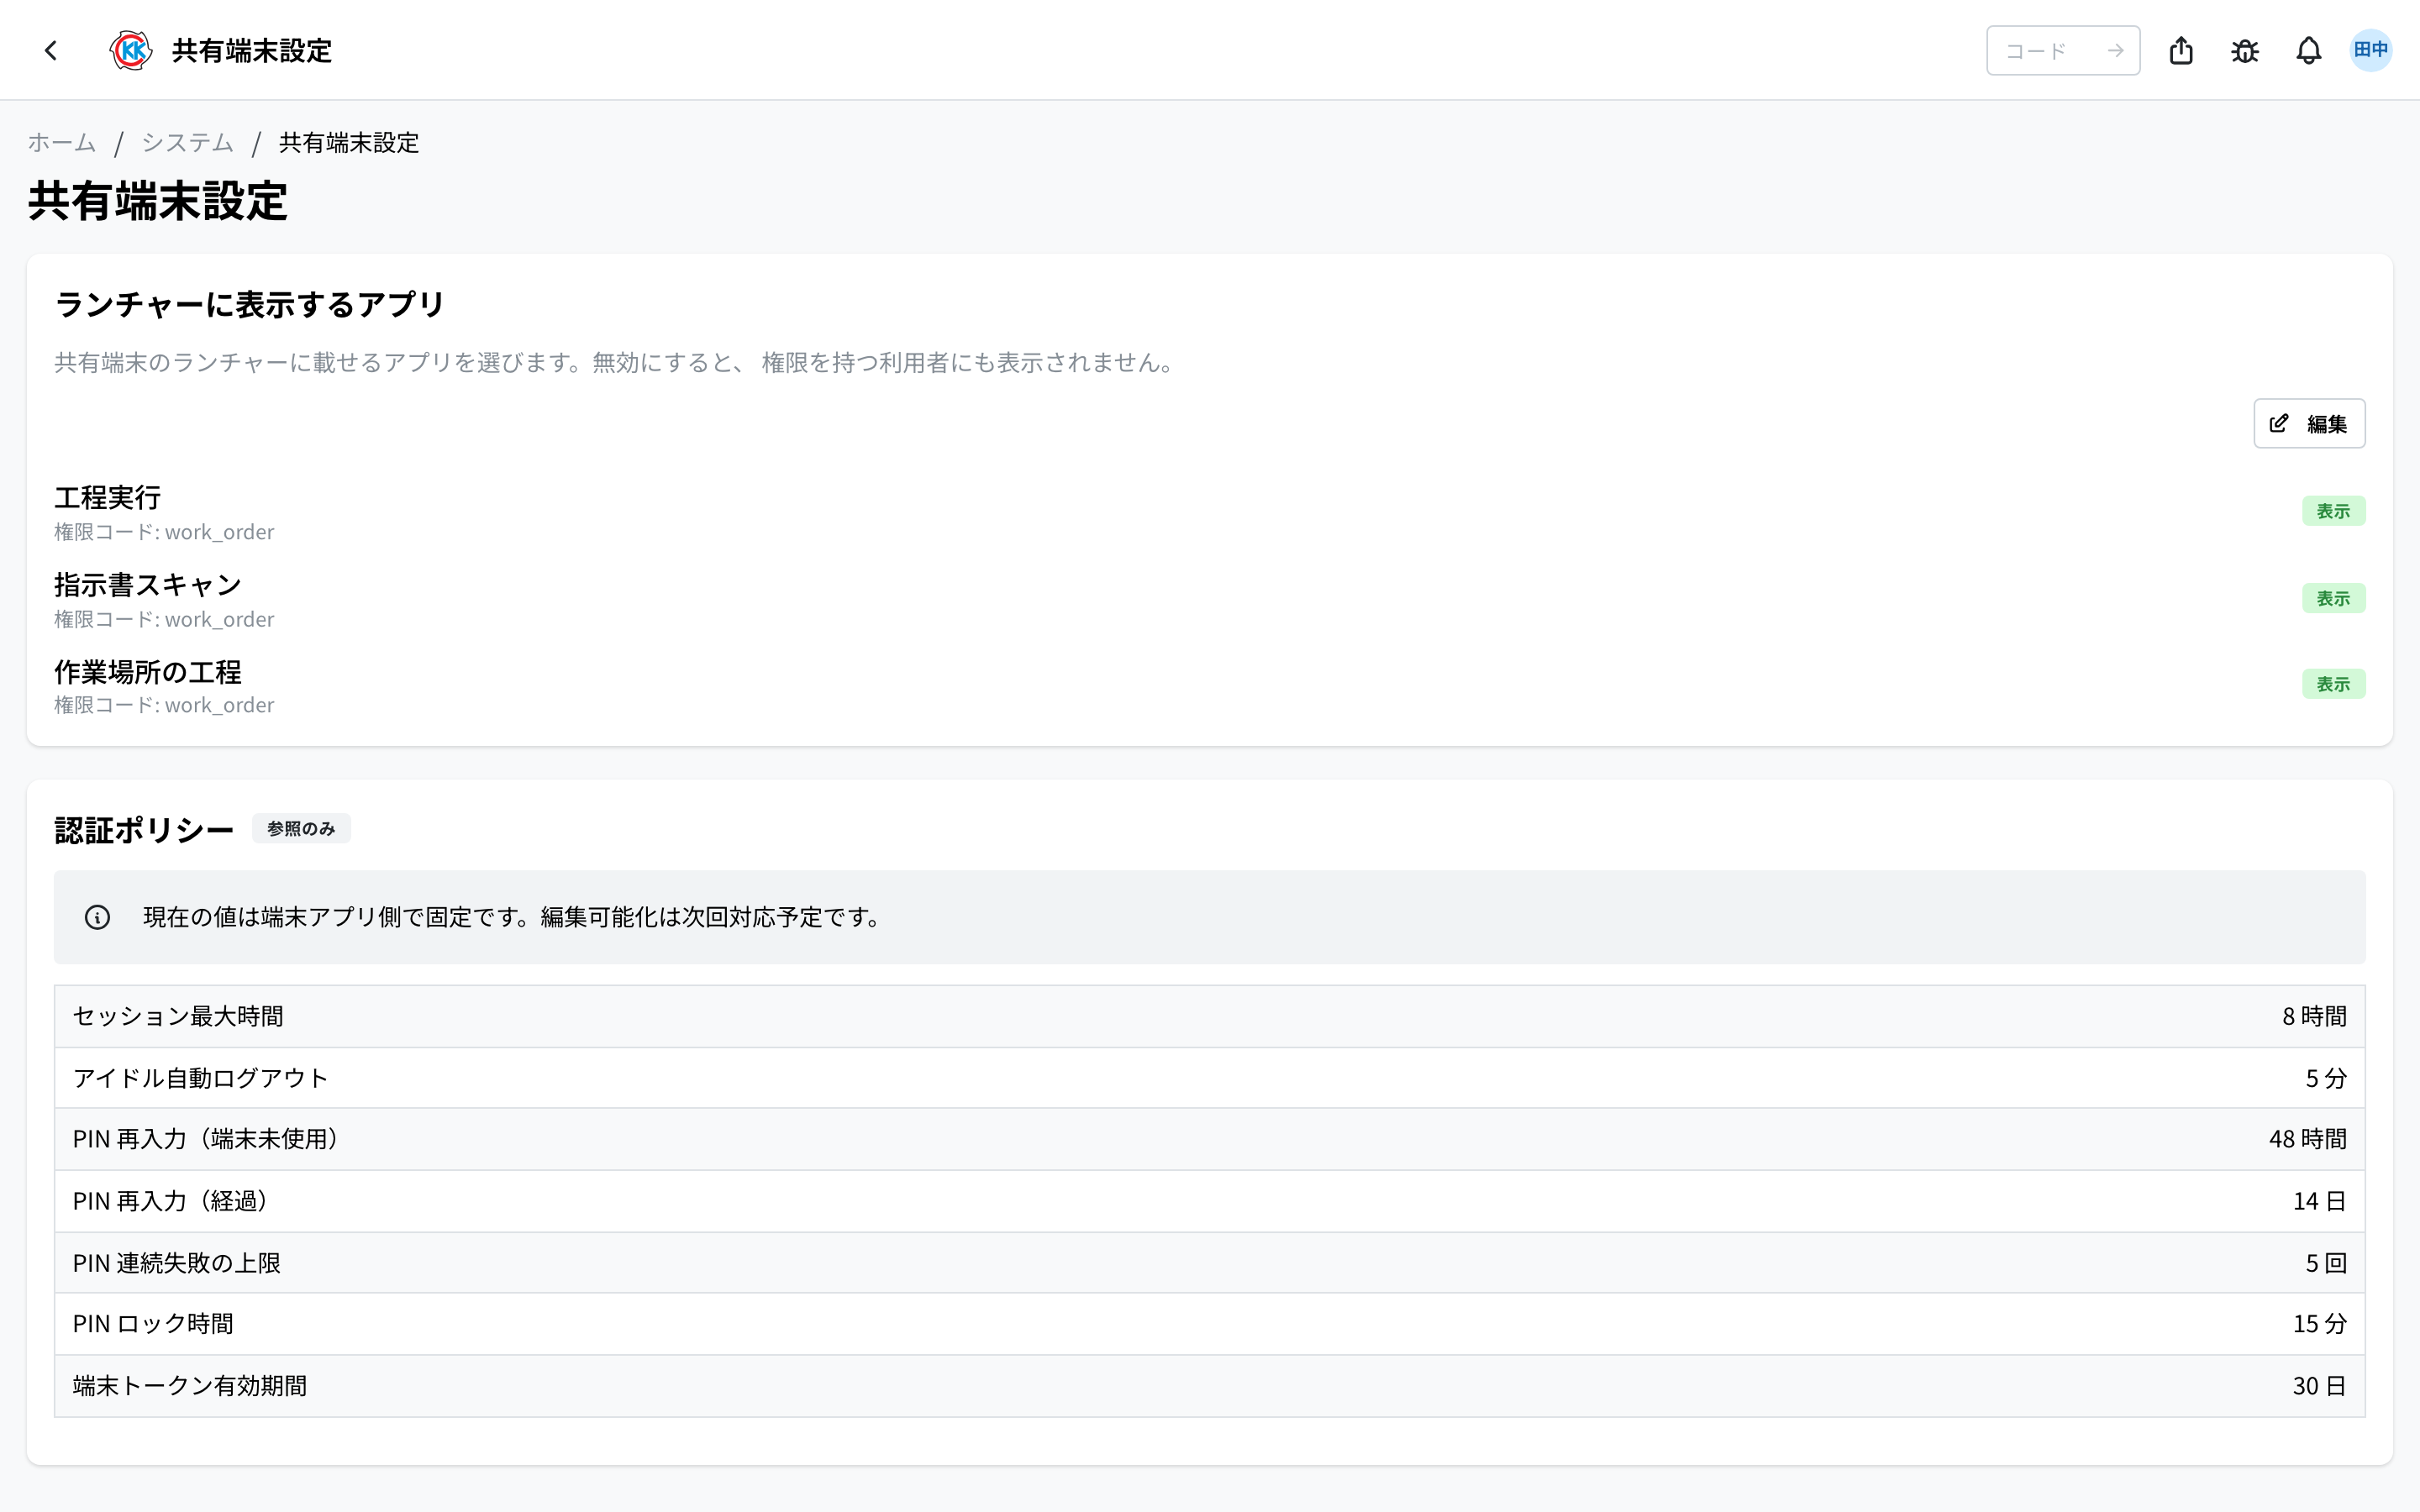 KK 共有端末設定
コード
田中
ホーム / システム / 共有端末設定
共有端末設定
ランチャーに表示するアプリ
共有端末のランチャーに載せるアプリを選びます。無効にすると、 権限を持つ利用者にも表示されません。
編集
工程実行
表示
権限コード: work_order
指示書スキャン
表示
権限コード: work_order
作業場所の工程
表示
権限コード: work_order
認証ポリシー 参照のみ
現在の値は端末アプリ側で固定です。編集可能化は次回対応予定です。
セッション最大時間 8 時間
アイドル自動ログアウト 5 分
PIN 再入力（端末未使用） 48 時間
PIN 再入力（経過） 14 日
PIN 連続失敗の上限 5 回
PIN ロック時間 15 分
端末トークン有効期間 30 日